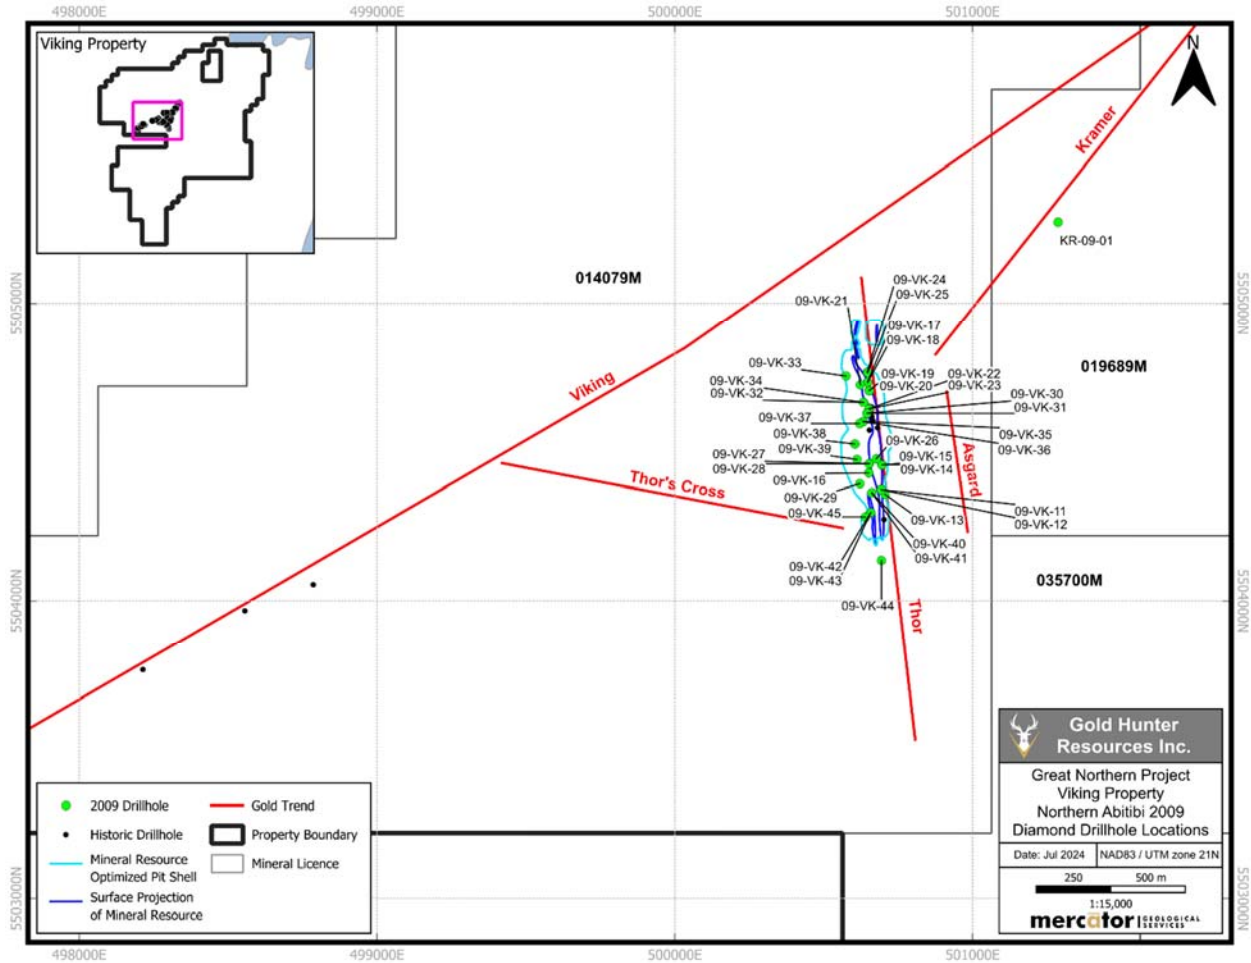 498000E
499000E
500000E
501000E
Viking Property
N
Kramer
KR-09-01
014079M
5505000N
5505000N
09-VK-24
09-VK-25
09-VK-21
09-VK-17
09-VK-18
09-VK-33
09-VK-19
09-VK-20
09-VK-22
09-VK-23
019689M
09-VK-34
09-VK-32
09-VK-30
09-VK-31
Viking
09-VK-37
09-VK-38
09-VK-35
09-VK-36
09-VK-39
09-VK-26
09-VK-27
09-VK-28
09-VK-15
09-VK-14
Asgard
Thor's Cross
09-VK-16
09-VK-29
09-VK-45
09-VK-11
09-VK-12
09-VK-13
09-VK-40
09-VK-41
09-VK-42
09-VK-43
035700M
09-VK-44
Thor
5504000N
5504000N
Gold Hunter
Resources Inc.
Great Northern Project
Viking Property
Northern Abitibi 2009
Diamond Drillhole Locations
Date: Jul 2024
NAD83 / UTM zone 21N
250
500 m
1:15,000
mercator GEOLOGICAL
SERVICES
2009 Drillhole
Gold Trend
Historic Drillhole
Property Boundary
Mineral Resource
Optimized Pit Shell
Mineral Licence
Surface Projection
of Mineral Resource
5503000N
5503000N
498000E
499000E
500000E
501000E